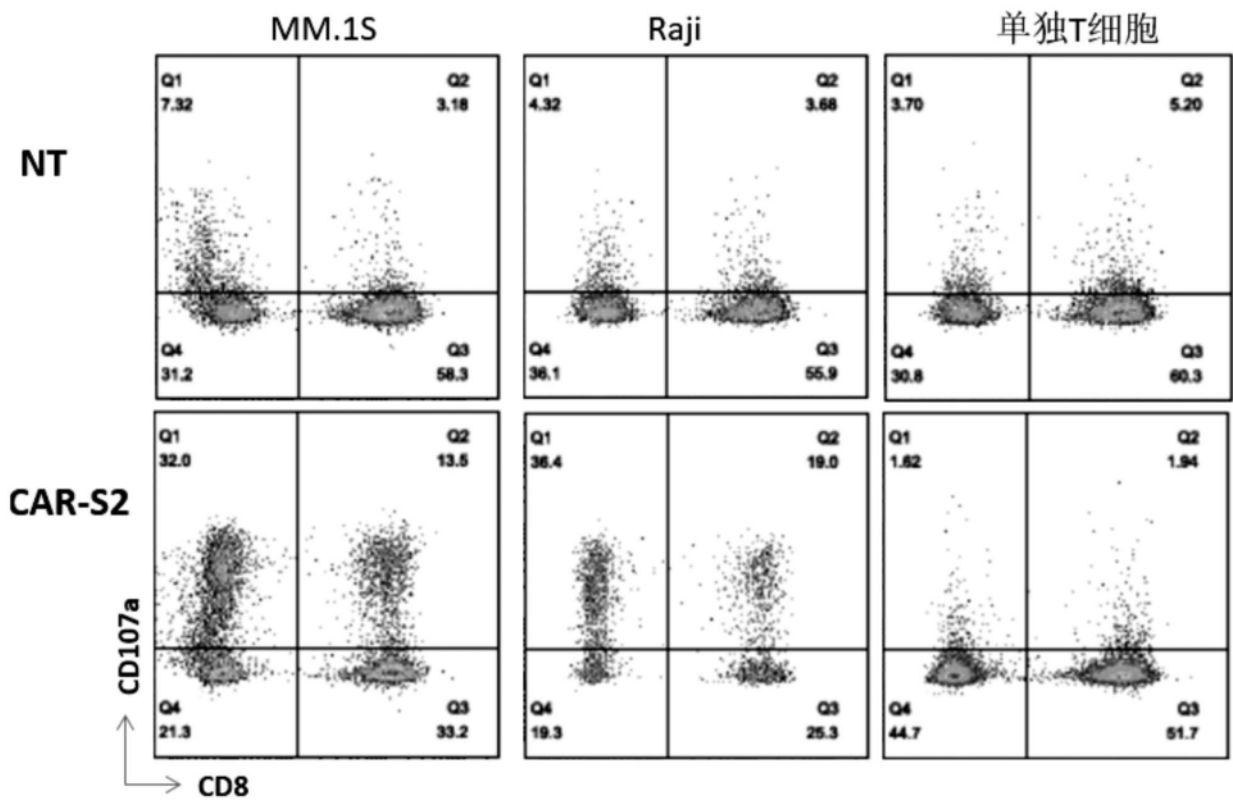 MM.1S
Raji
单独T细胞
NT
Q1
7.32
Q2
3.18
Q4
31.2
Q3
58.3
Q1
4.32
Q2
3.68
Q4
36.1
Q3
55.9
Q1
3.70
Q2
5.20
Q4
30.8
Q3
60.3
CAR-S2
Q1
32.0
Q2
13.5
Q4
21.3
Q3
33.2
Q1
36.4
Q2
19.0
Q4
19.3
Q3
25.3
Q1
1.62
Q2
1.94
Q4
44.7
Q3
51.7
CD107a
CD8